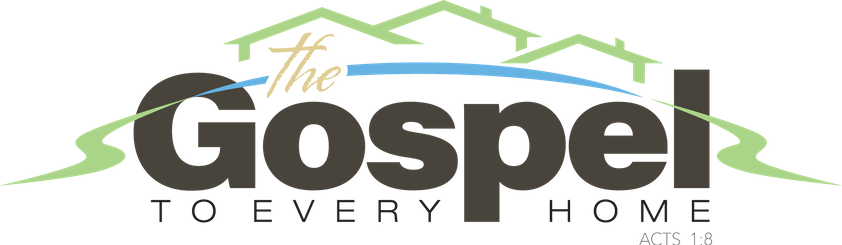 the
Gospel
TO EVERY HOME
ACTS 1:8